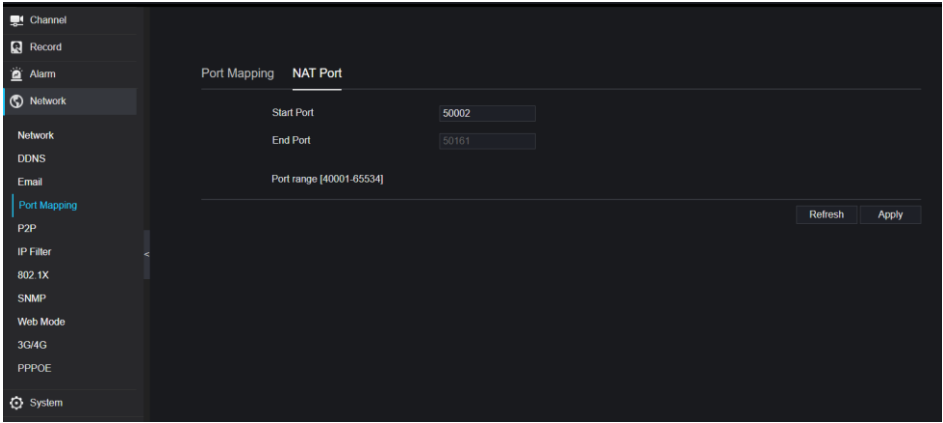 Channel
Record
Alarm
Network
Network
DDNS
Email
Port Mapping
P2P
IP Filter
802.1X
SNMP
Web Mode
3G/4G
PPPOE
System
<
Port Mapping NAT Port
Start Port 50002
End Port 50161
Port range [40001-65534]
Refresh Apply